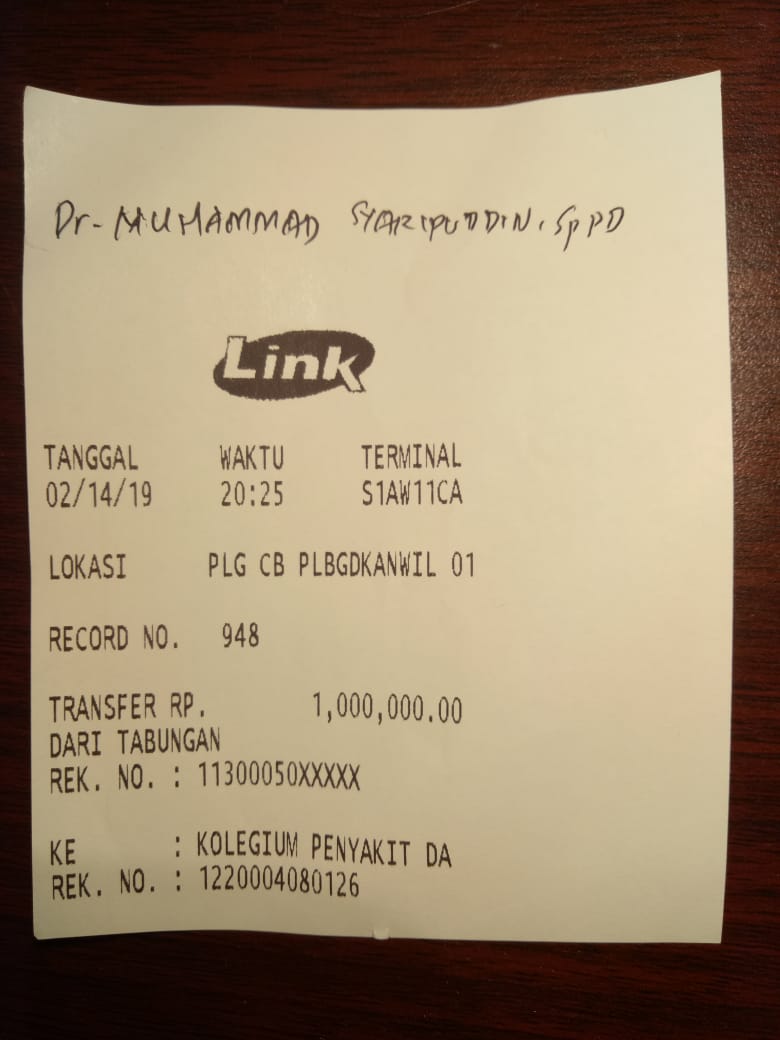 Dr. MUHAMMAD SYARIPUDDIN, SpPD
Link
TANGGAL WAKTU TERMINAL
02/14/19 20:25 S1AW11CA
LOKASI PLG CB PLBGDKANWIL 01
RECORD NO. 948
TRANSFER RP. 1,000,000.00
DARI TABUNGAN
REK. NO. : 11300050XXXXX
KE : KOLEGIUM PENYAKIT DA
REK. NO. : 1220004080126